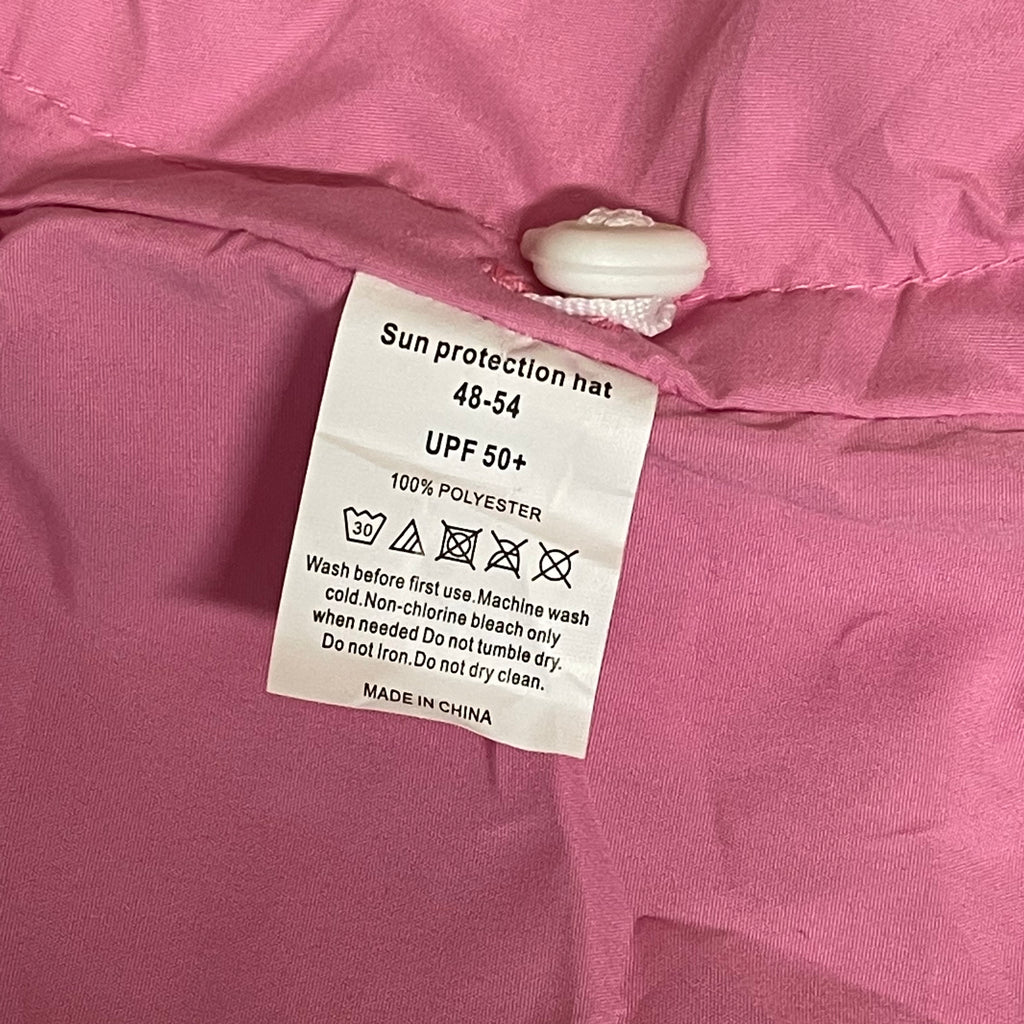 Sun protection hat
48-54
UPF 50+
100% POLYESTER
30
Wash before first use.Machine wash
cold.Non-chlorine bleach only
when needed Do not tumble dry.
Do not Iron.Do not dry clean.
MADE IN CHINA